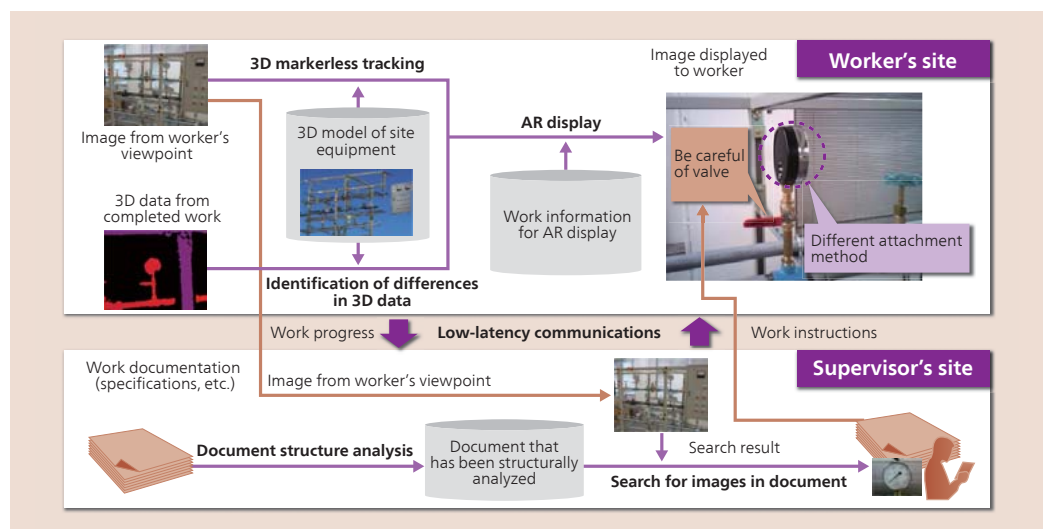 Worker's site
Image from worker's
viewpoint
3D markerless tracking
3D model of site
equipment
3D data from
completed work
Identification of differences
in 3D data
AR display
Work information
for AR display
Image displayed
to worker
Be careful
of valve
Different attachment
method
Work progress
Low-latency communications
Work instructions
Supervisor's site
Work documentation
(specifications, etc.)
Image from worker's viewpoint
Document structure analysis
Document that
has been structurally
analyzed
Search result
Search for images in document